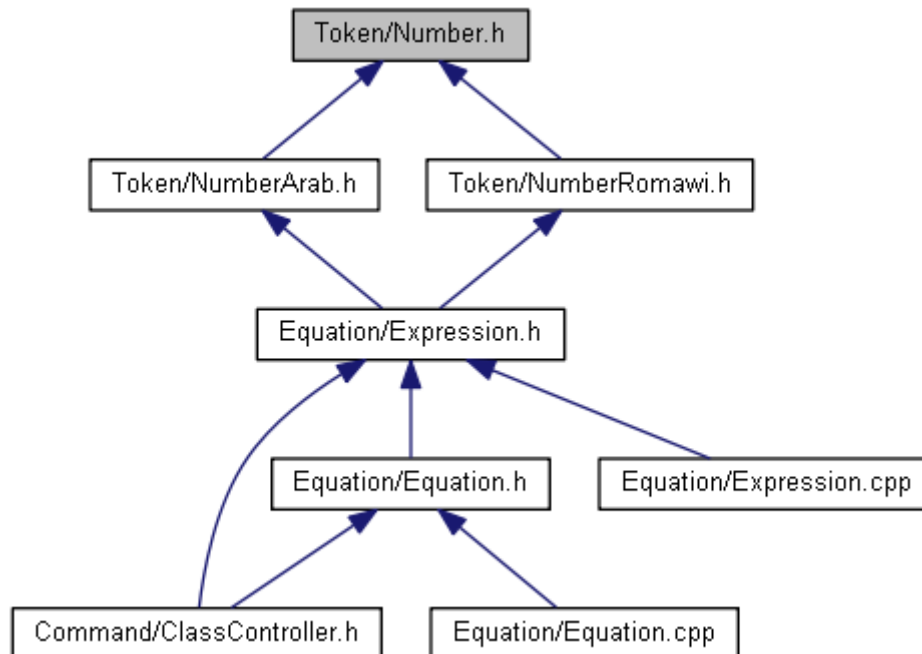 Token/Number.h
Token/NumberArab.h
Token/NumberRomawi.h
Equation/Expression.h
Equation/Equation.h
Equation/Expression.cpp
Command/ClassController.h
Equation/Equation.cpp